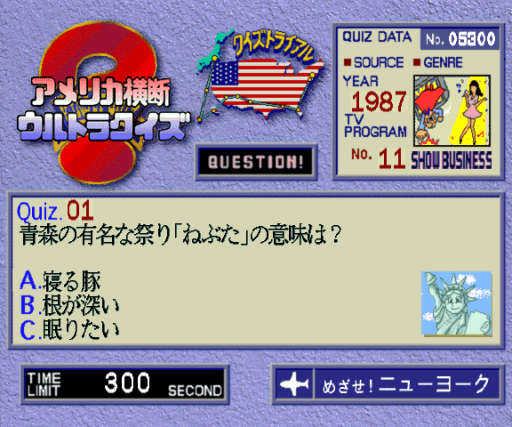 アメリカ横断
ウルトラクイズ
クイズトライアル
QUESTION!
QUIZ DATA No. 05300
■SOURCE ■GENRE
YEAR
1987
TV
PROGRAM
No. 11 SHOW BUSINESS
Quiz. 01
青森の有名な祭り「ねぶた」の意味は?
A.寝る豚
B.根が深い
C.眠りたい
TIME LIMIT 300 SECOND
めざせ!ニューヨーク